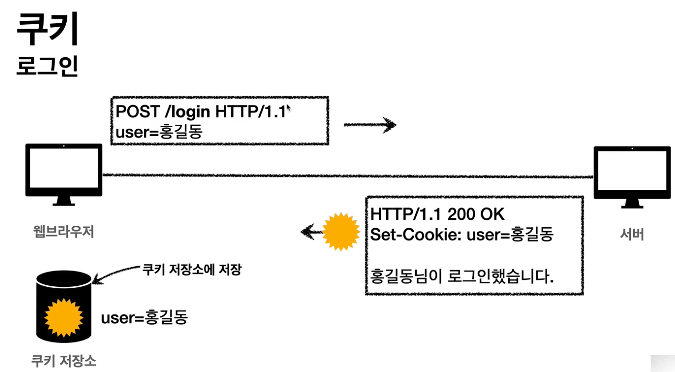 쿠키
로그인
POST /login HTTP/1.1
user=홍길동
웹브라우저
서버
HTTP/1.1 200 OK
Set-Cookie: user=홍길동
홍길동님이 로그인했습니다.
쿠키 저장소에 저장
user=홍길동
쿠키 저장소